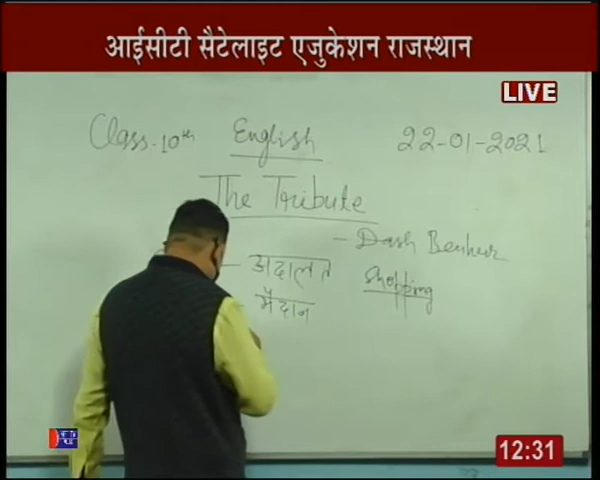 आईसीटी सैटेलाइट एजुकेशन राजस्थान
LIVE
Class-10th English 22-01-2021
The Tribute
- Dash Benhur
- अदालत
shopping
मैदान
12:31